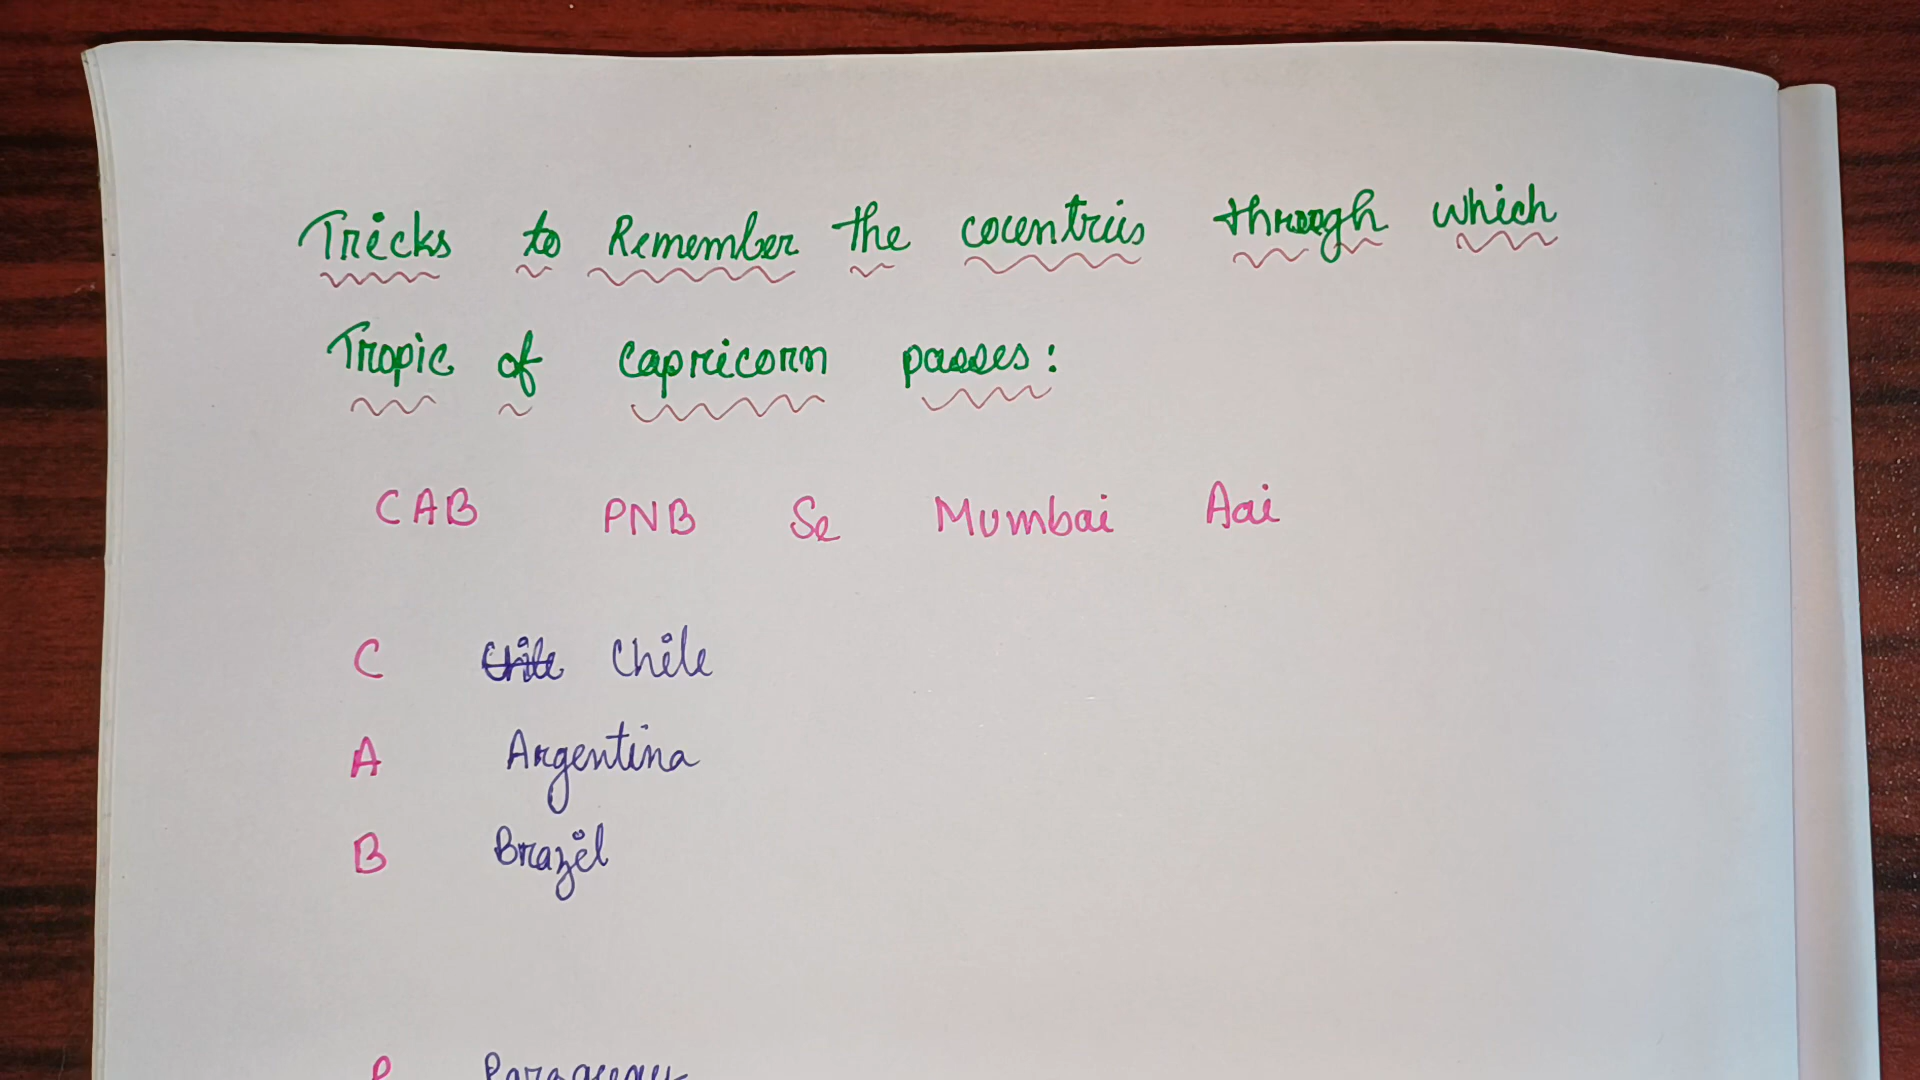 Tricks to Remember the countries through which
Tropic of Capricorn passes:
CAB PNB Se Mumbai Aai
C Chile Chile
A Argentina
B Brazil
P Paraguay